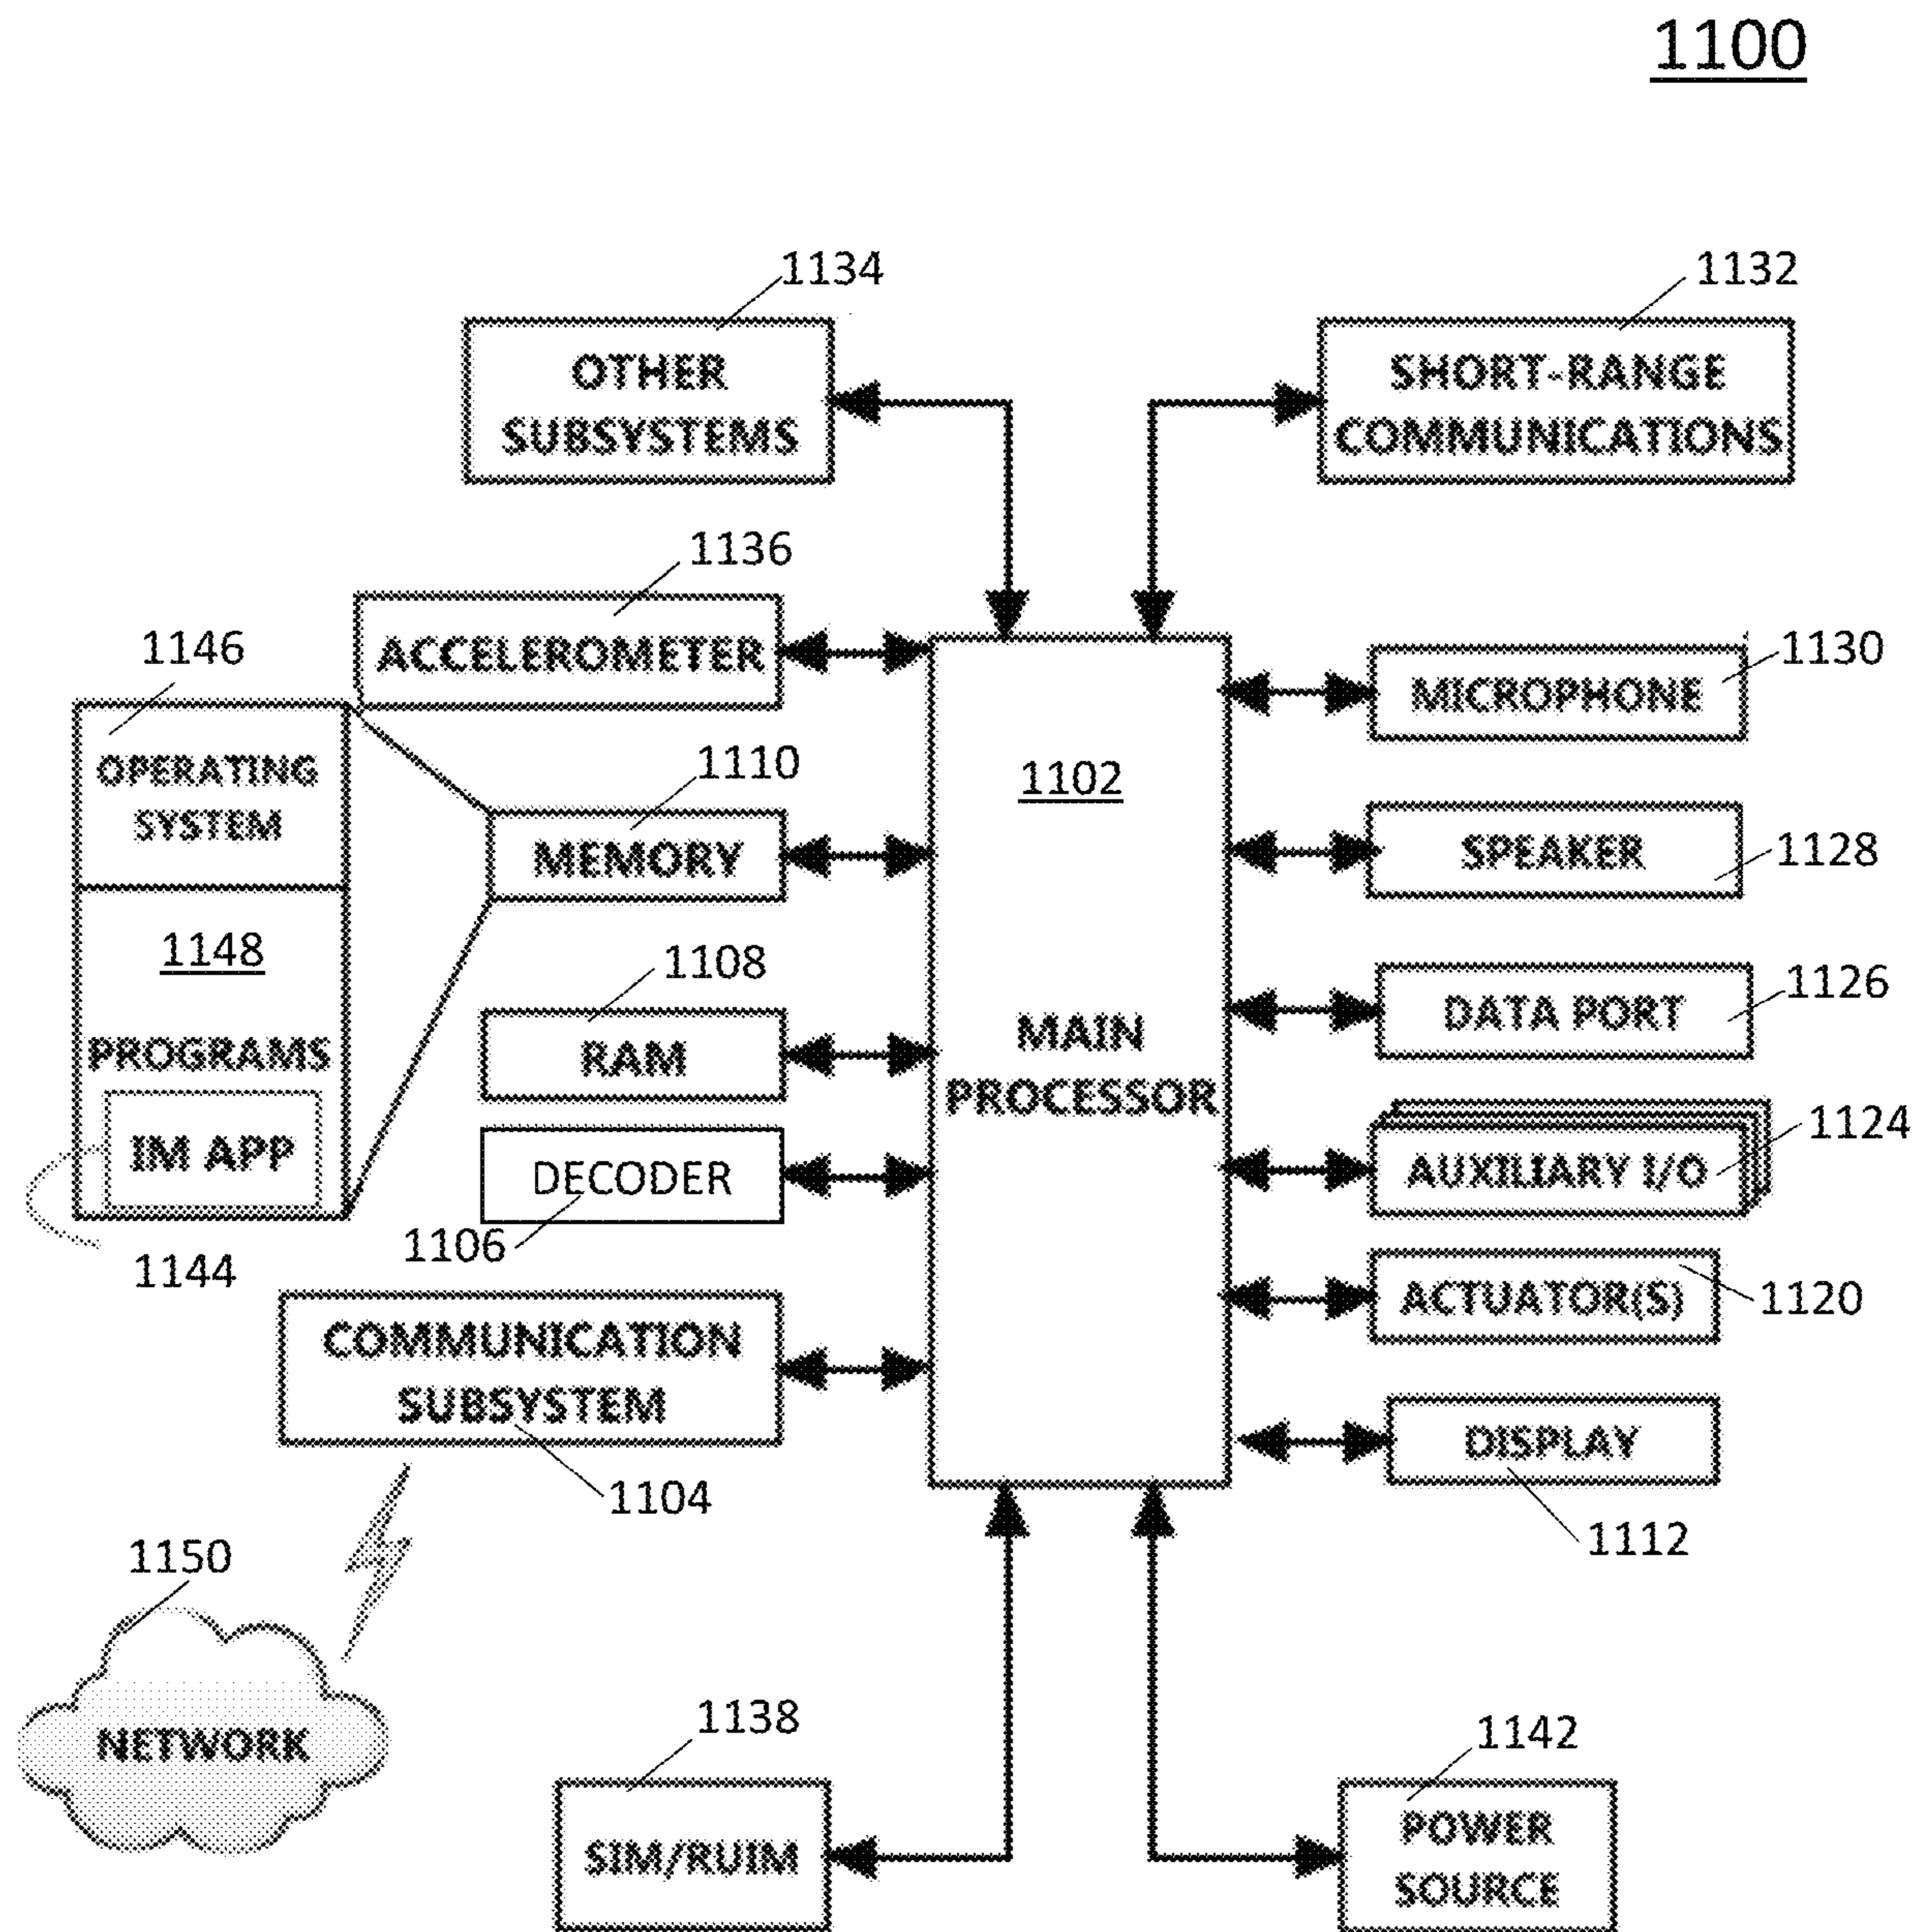 1100
1134
1132
OTHER
SUBSYSTEMS
SHORT-RANGE
COMMUNICATIONS
1136
ACCELEROMETER
1146
OPERATING
SYSTEM
1130
MICROPHONE
1110
MEMORY
1102
MAIN
PROCESSOR
SPEAKER
1128
1148
PROGRAMS
IM APP
1144
1108
RAM
DATA PORT
1126
DECODER
1106
AUXILIARY I/O
1124
ACTUATOR(S)
1120
COMMUNICATION
SUBSYSTEM
1104
DISPLAY
1112
1150
NETWORK
1138
SIM/RUIM
1142
POWER
SOURCE